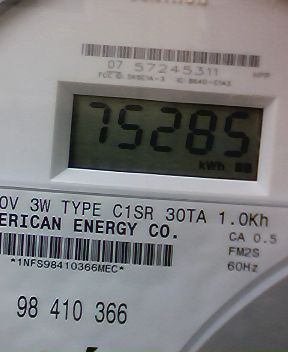 07 57245311
HPP
75285
kWh
0V 3W TYPE C1SR 30TA 1.0Kh
ERICAN ENERGY CO.
CA 0.5
FM2S
60Hz
*1NFS98410366MEC*
98 410 366